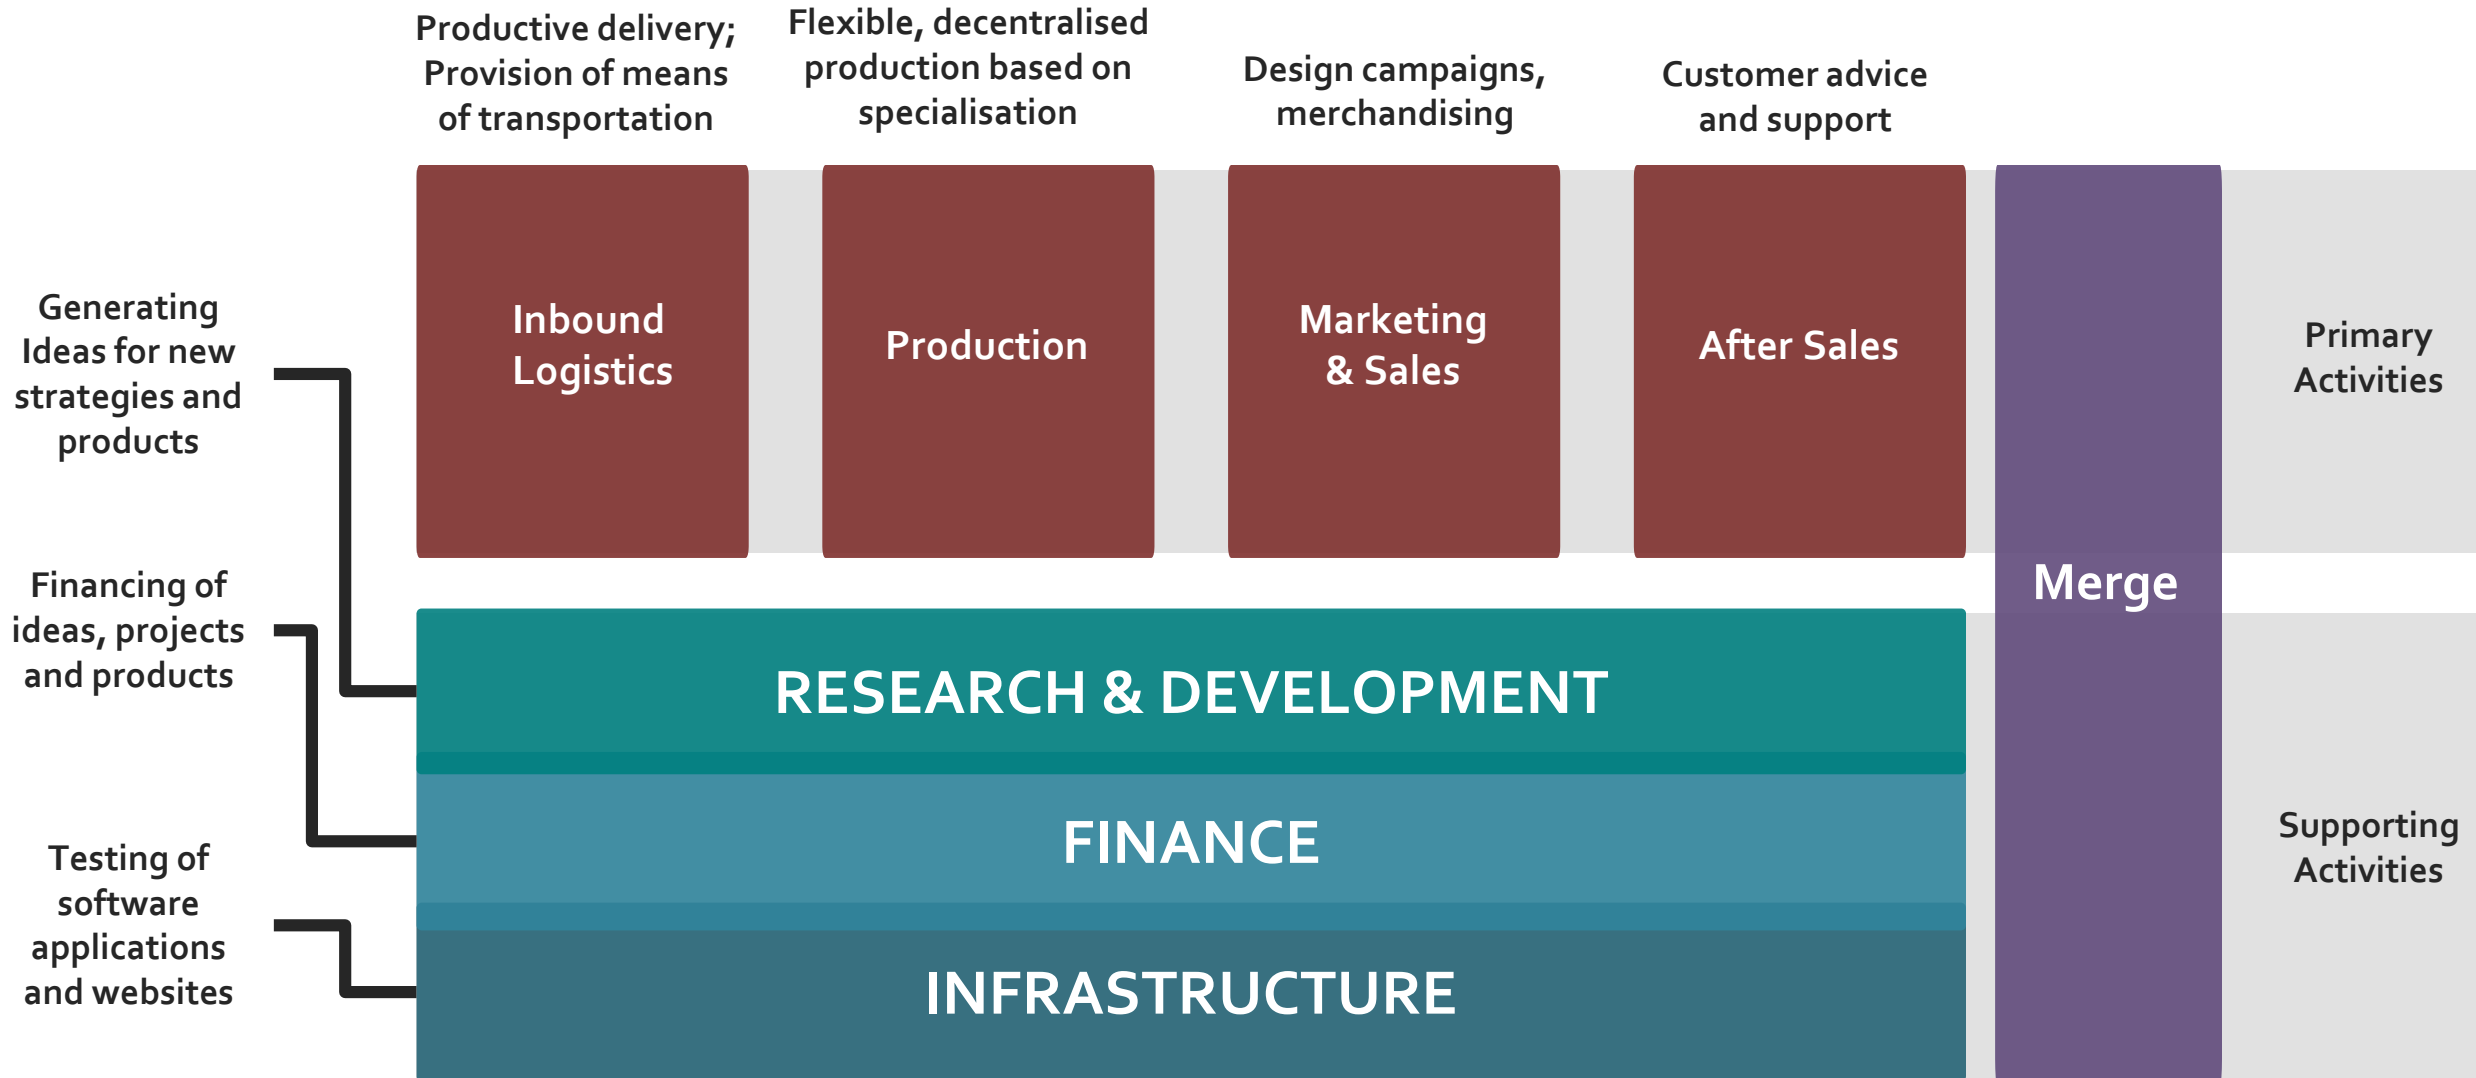 Productive delivery;
Provision of means
of transportation
Flexible, decentralised
production based on
specialisation
Design campaigns,
merchandising
Customer advice
and support
Inbound
Logistics
Production
Marketing
& Sales
After Sales
Merge
Primary
Activities
Generating
Ideas for new
strategies and
products
Financing of
ideas, projects
and products
Testing of
software
applications
and websites
RESEARCH & DEVELOPMENT
FINANCE
INFRASTRUCTURE
Supporting
Activities